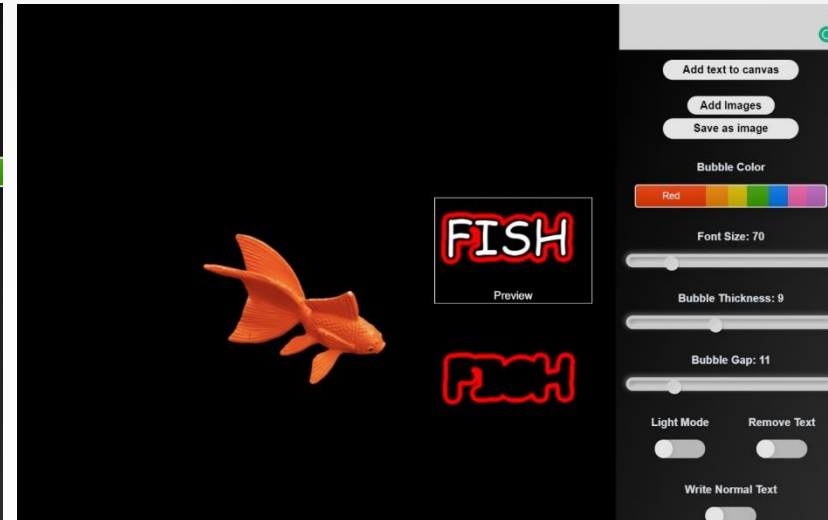 Add text to canvas
Add Images
Save as image
Bubble Color
Red
Font Size: 70
FISH
Preview
Bubble Thickness: 9
Bubble Gap: 11
Light Mode Remove Text
Write Normal Text